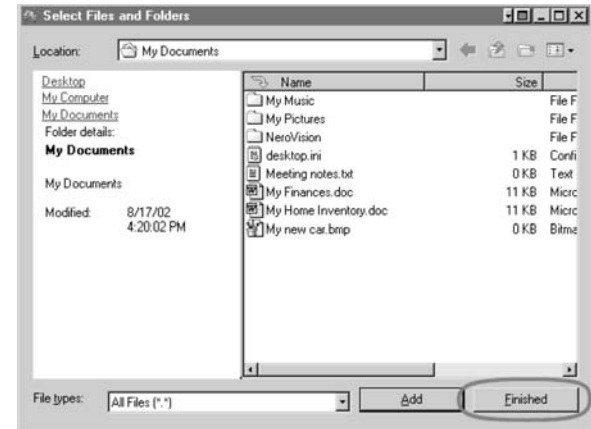 Select Files and Folders
Location: My Documents
Desktop
My Computer
My Documents
Folder details:
My Documents
My Documents
Modified: 8/17/02
4:20:02 PM
Name Size
My Music File F
My Pictures File F
NeroVision File F
desktop.ini 1 KB Confi
Meeting notes.txt 0 KB Text
My Finances.doc 11 KB Micro
My Home Inventory.doc 11 KB Micro
My new car.bmp 0 KB Bitma
File types: All Files (*.*) Add Finished